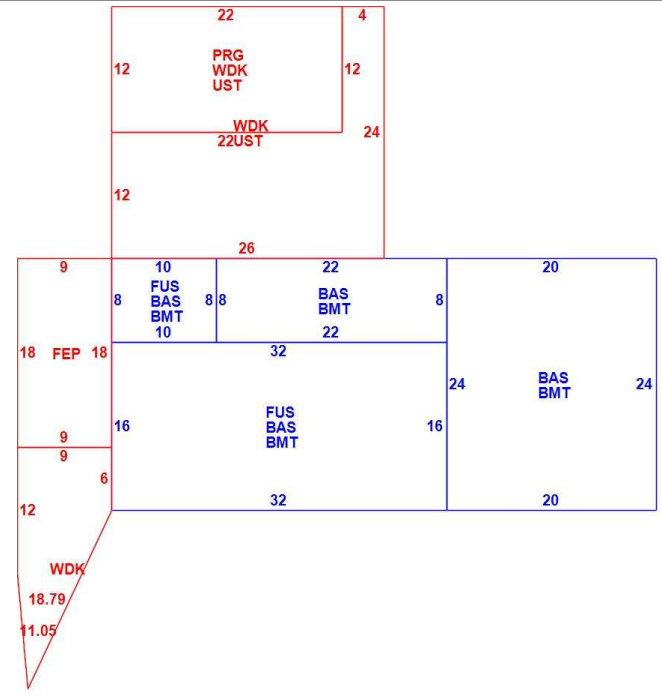 22 4
PRG
12 WDK 12
UST
WDK
22UST 24
12
26
9 10 22 20
FUS
8 BAS 8 8 BAS 8
BMT BMT
10 22
18 FEP 18 32
24 BAS 24
BMT
FUS
16 BAS 16
BMT
9
9
6
12 32 20
WDK
18.79
11.05